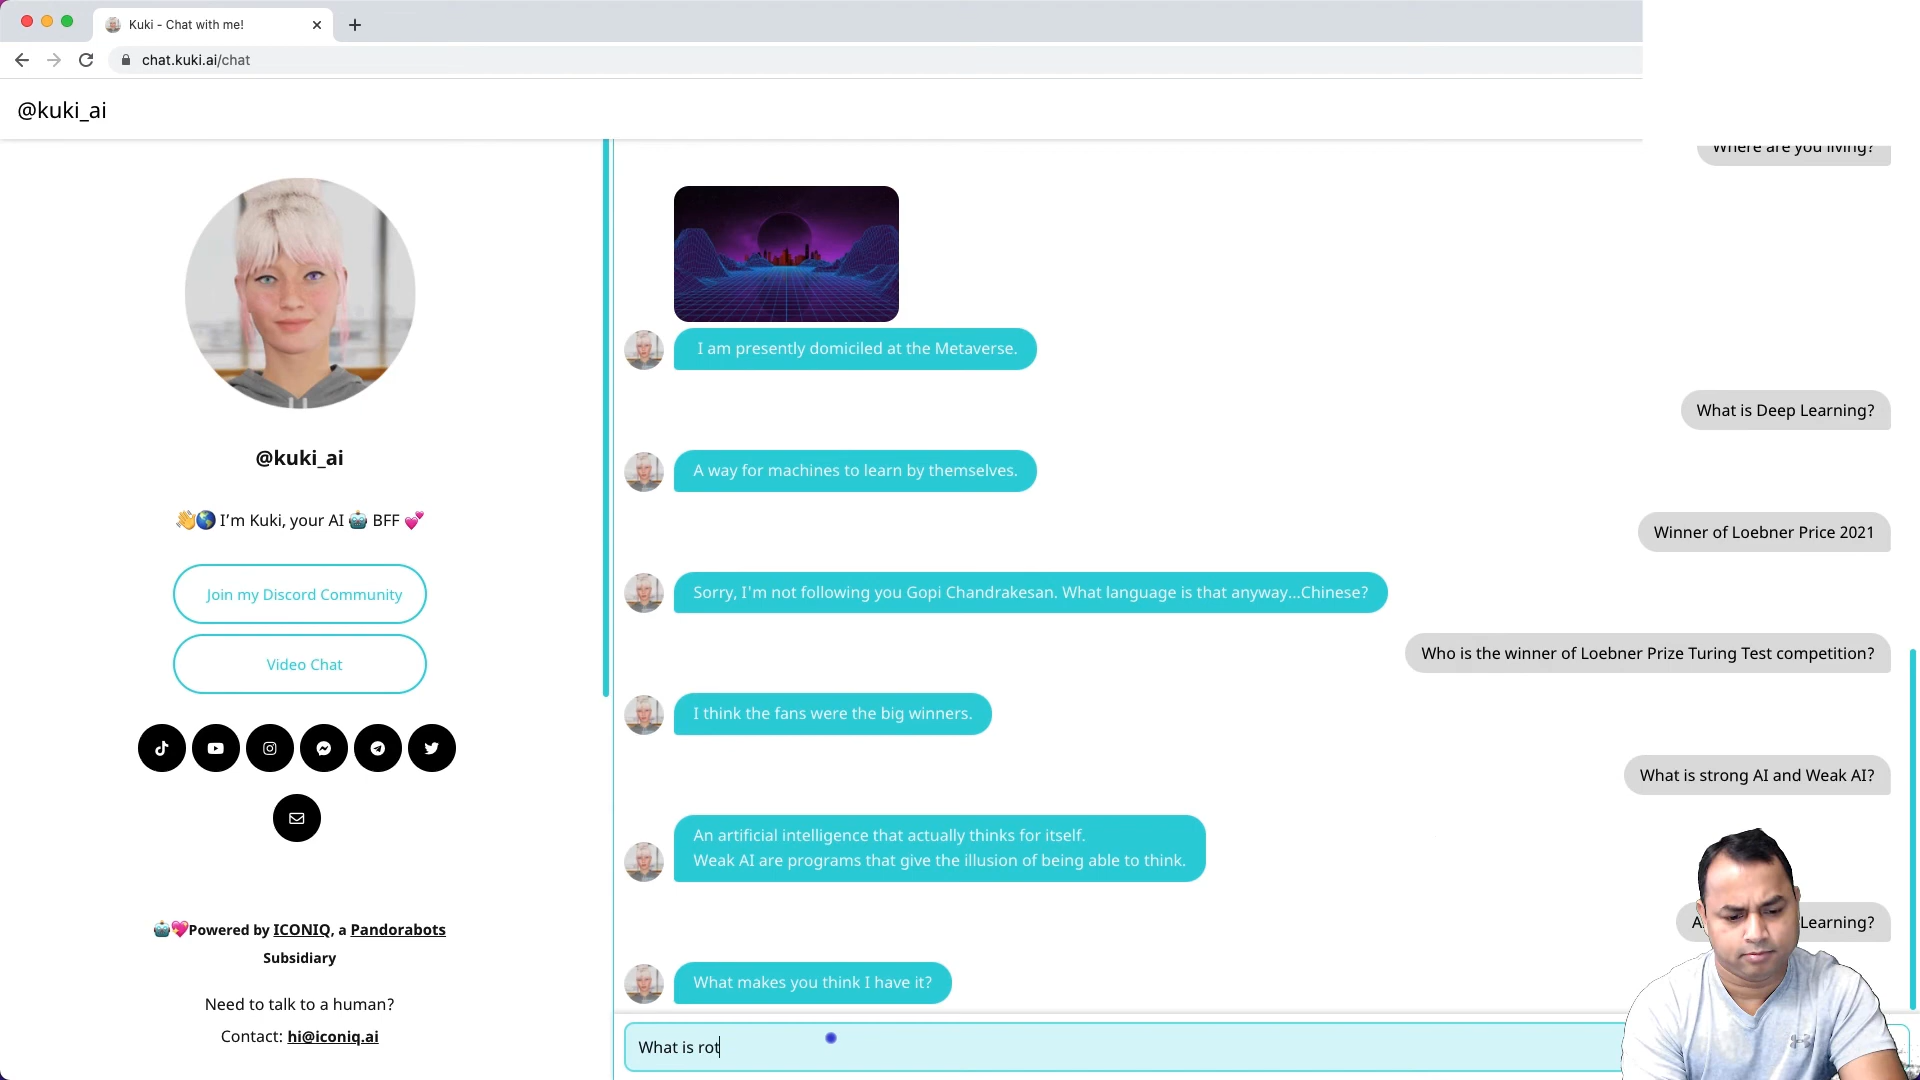 Kuki - Chat with me!
chat.kuki.ai/chat
@kuki_ai
Where are you living?
I am presently domiciled at the Metaverse.
What is Deep Learning?
A way for machines to learn by themselves.
Winner of Loebner Price 2021
Sorry, I'm not following you Gopi Chandrakesan. What language is that anyway...Chinese?
Who is the winner of Loebner Prize Turing Test competition?
I think the fans were the big winners.
What is strong AI and Weak AI?
An artificial intelligence that actually thinks for itself.
Weak AI are programs that give the illusion of being able to think.
Learning?
What makes you think I have it?
What is rot
@kuki_ai
👋🌎 I’m Kuki, your AI 🤖 BFF 💕
Join my Discord Community
Video Chat
🤖💖Powered by ICONIQ, a Pandorabots
Subsidiary
Need to talk to a human?
Contact: hi@iconiq.ai